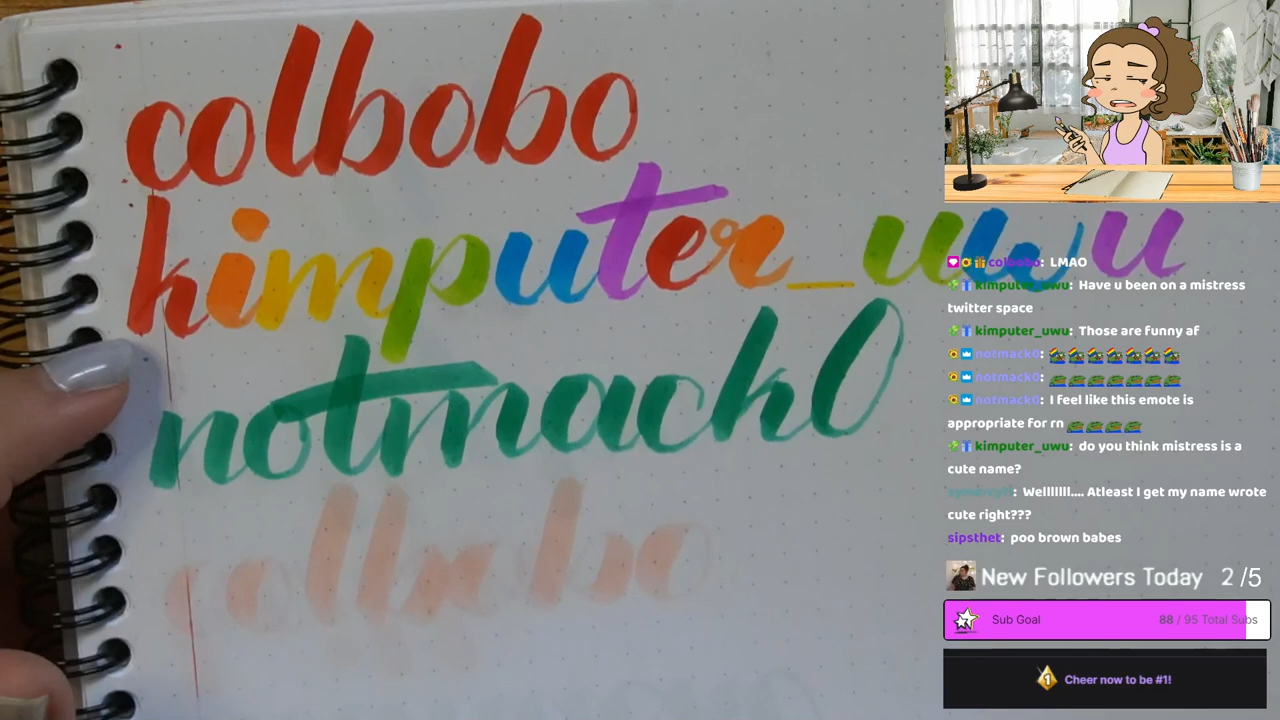 colbobo
kimputer_uwu
notmack0
colbobo: LMAO
kimputer_uwu: Have u been on a mistress
twitter space
kimputer_uwu: Those are funny af
notmack0:
notmack0:
notmack0: I feel like this emote is
appropriate for rn
kimputer_uwu: do you think mistress is a
cute name?
: Welllllll.... Atleast I get my name wrote
cute right???
sipsthet: poo brown babes
New Followers Today 2 /5
Sub Goal 88 / 95 Total Subs
1 Cheer now to be #1!